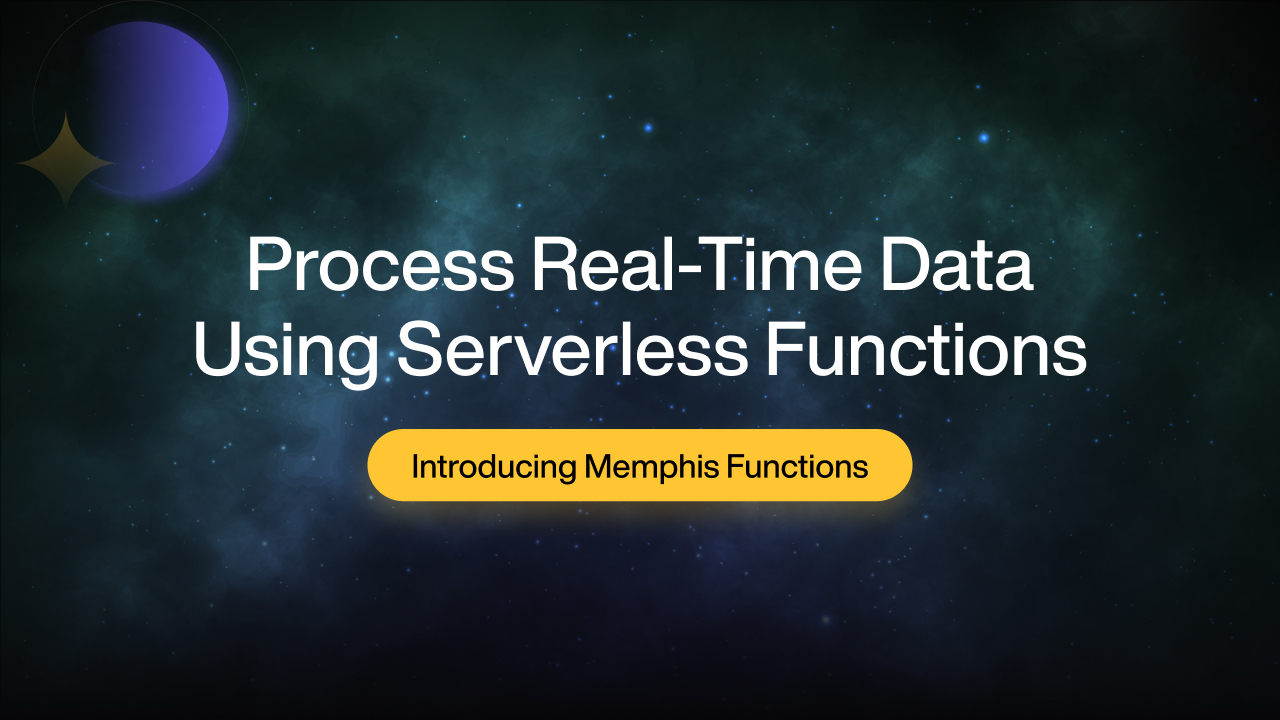 Process Real-Time Data
Using Serverless Functions
Introducing Memphis Functions